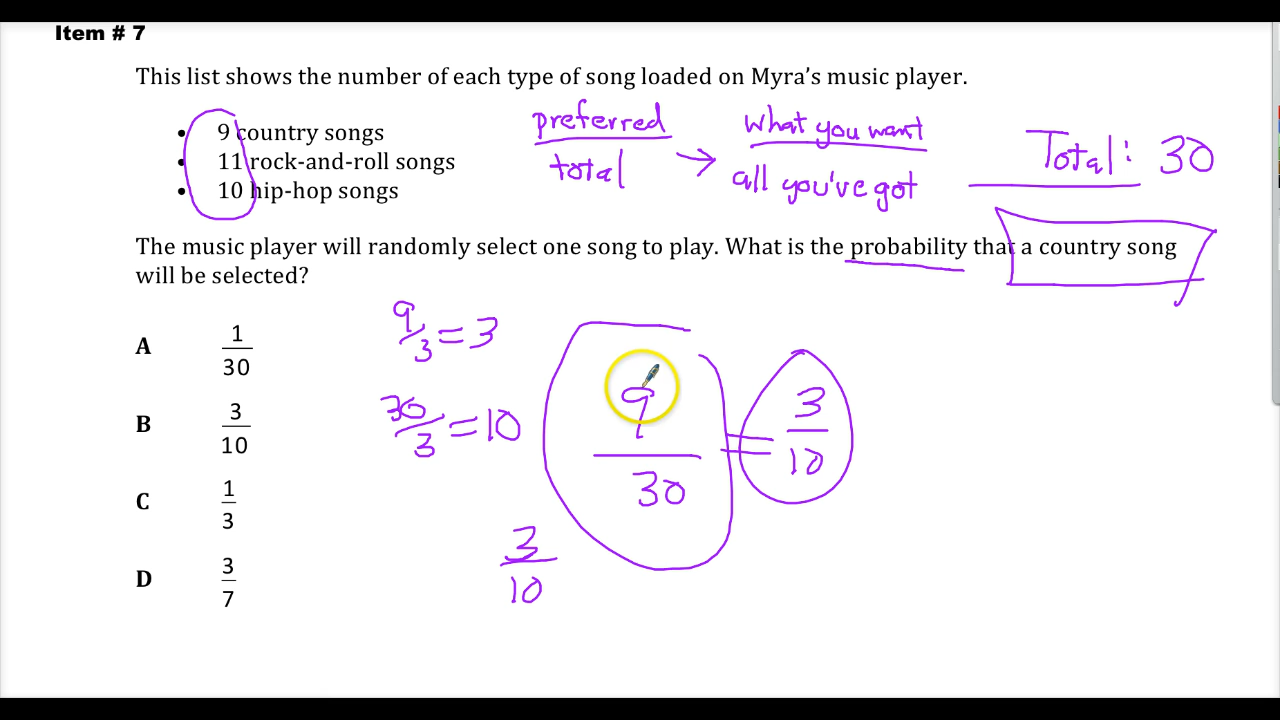 Item # 7
This list shows the number of each type of song loaded on Myra's music player.
• 9 country songs
• 11 rock-and-roll songs
• 10 hip-hop songs
preferred
total
what you want
all you've got
Total: 30
The music player will randomly select one song to play. What is the probability that a country song
will be selected?
A 1/30
B 3/10
C 1/3
D 3/7
9/3 = 3
30/3 = 10
9/30 = 3/10
3/10